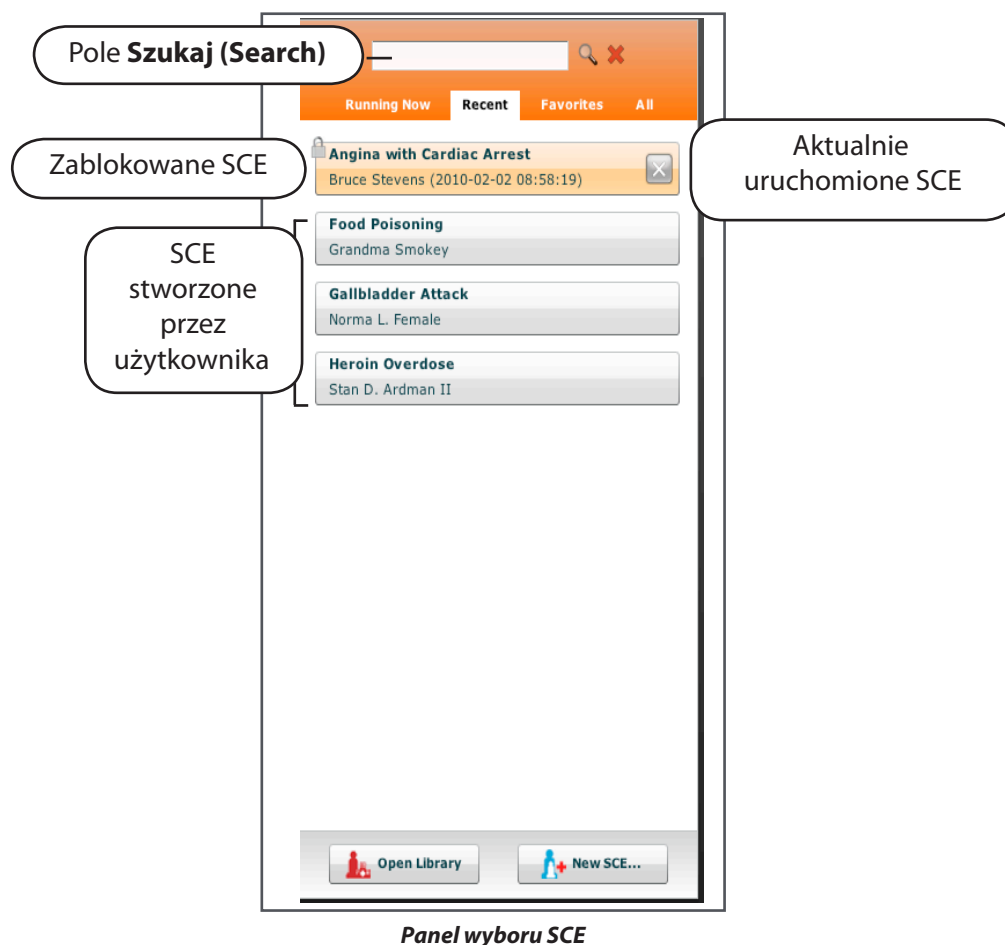 Pole Szukaj (Search)
Running Now Recent Favorites All
Zablokowane SCE
Angina with Cardiac Arrest
Bruce Stevens (2010-02-02 08:58:19)
Aktualnie
uruchomione SCE
SCE
stworzone
przez
użytkownika
Food Poisoning
Grandma Smokey
Gallbladder Attack
Norma L. Female
Heroin Overdose
Stan D. Ardman II
Open Library
New SCE...
Panel wyboru SCE